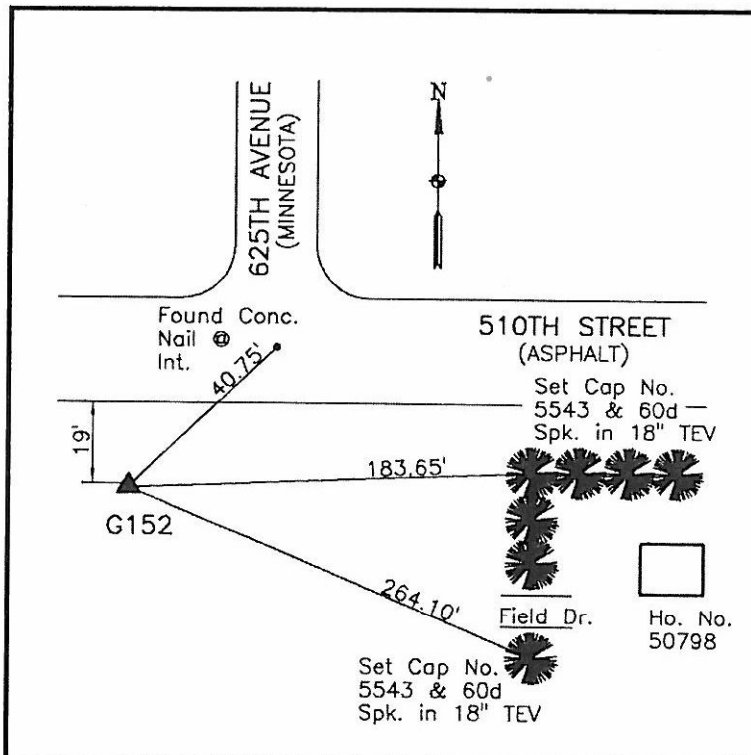 625TH AVENUE
(MINNESOTA)
N
Found Conc.
Nail @
Int.
40.75'
510TH STREET
(ASPHALT)
Set Cap No.
5543 & 60d
Spk. in 18" TEV
19'
183.65'
G152
264.10'
Field Dr.
Ho. No.
50798
Set Cap No.
5543 & 60d
Spk. in 18" TEV